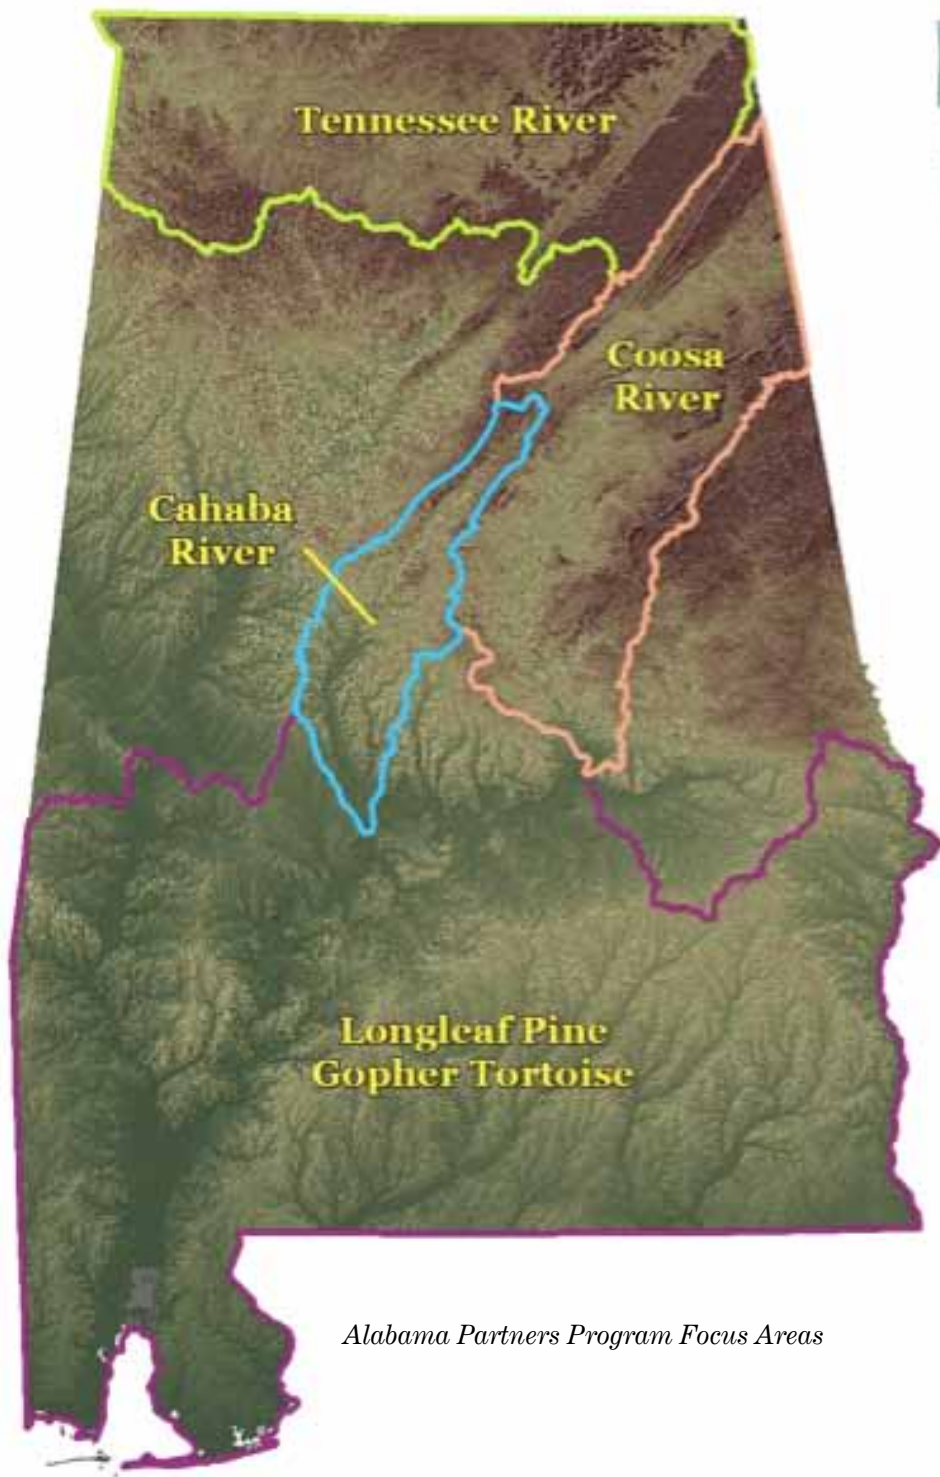 Tennessee River
Coosa
River
Cahaba
River
Longleaf Pine
Gopher Tortoise
Alabama Partners Program Focus Areas